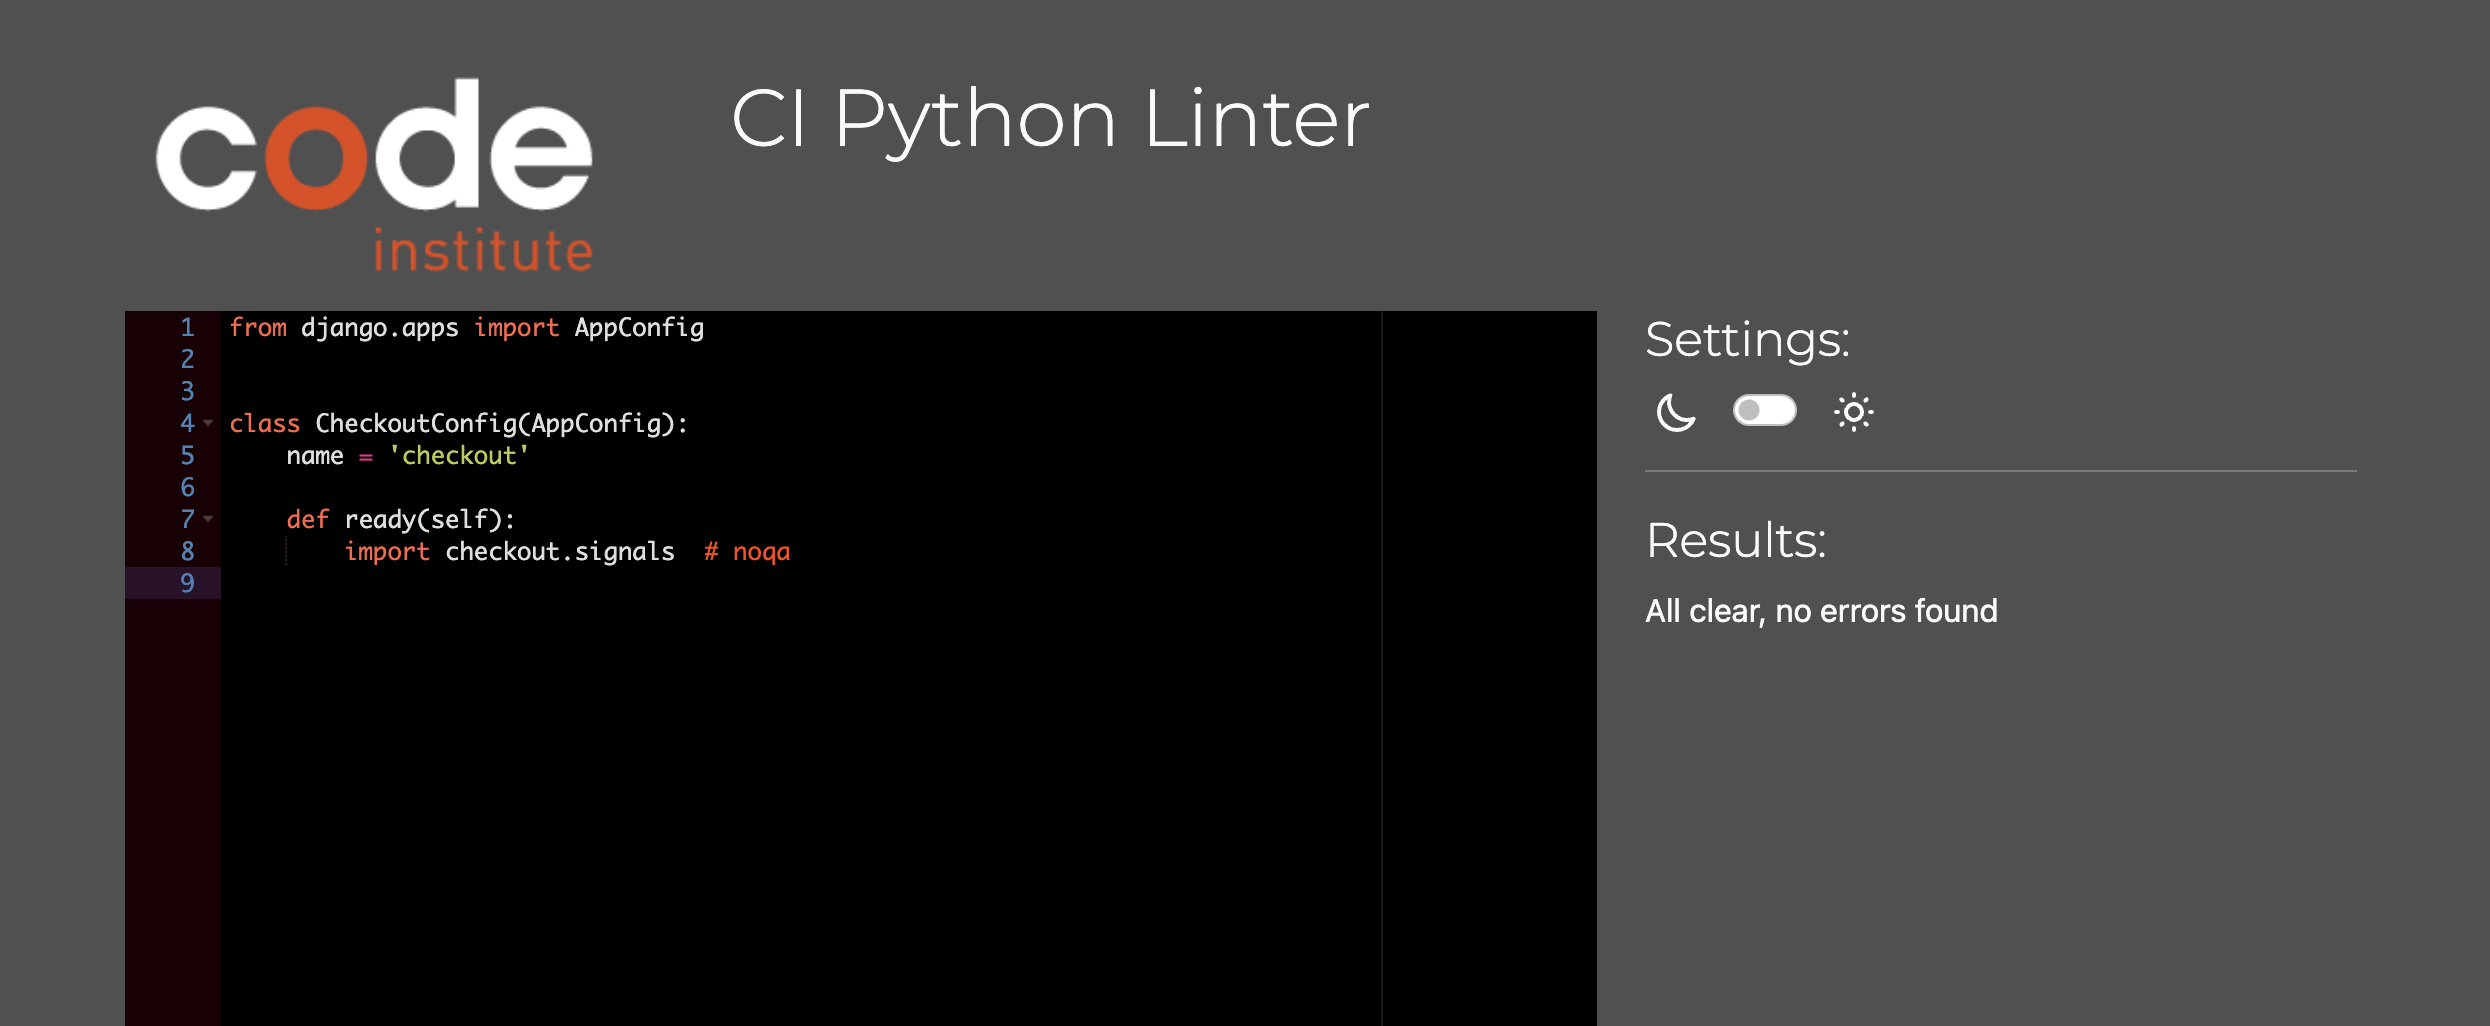 code
institute
CI Python Linter
1 from django.apps import AppConfig
2
3
4 class CheckoutConfig(AppConfig):
5     name = 'checkout'
6
7     def ready(self):
8         import checkout.signals  # noqa
9
Settings:
Results:
All clear, no errors found